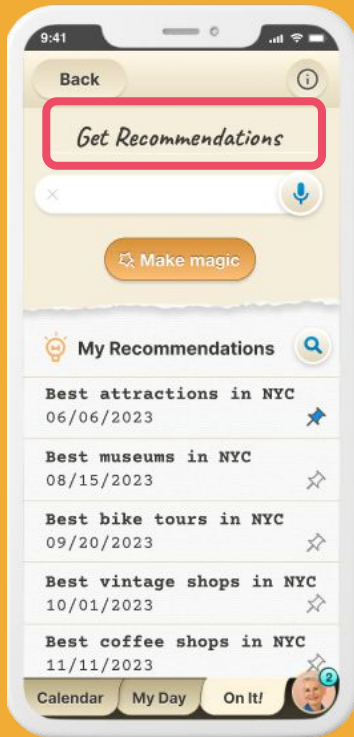 9:41
Back
Get Recommendations
Make magic
My Recommendations
Best attractions in NYC
06/06/2023
Best museums in NYC
08/15/2023
Best bike tours in NYC
09/20/2023
Best vintage shops in NYC
10/01/2023
Best coffee shops in NYC
11/11/2023
Calendar My Day On It! 2